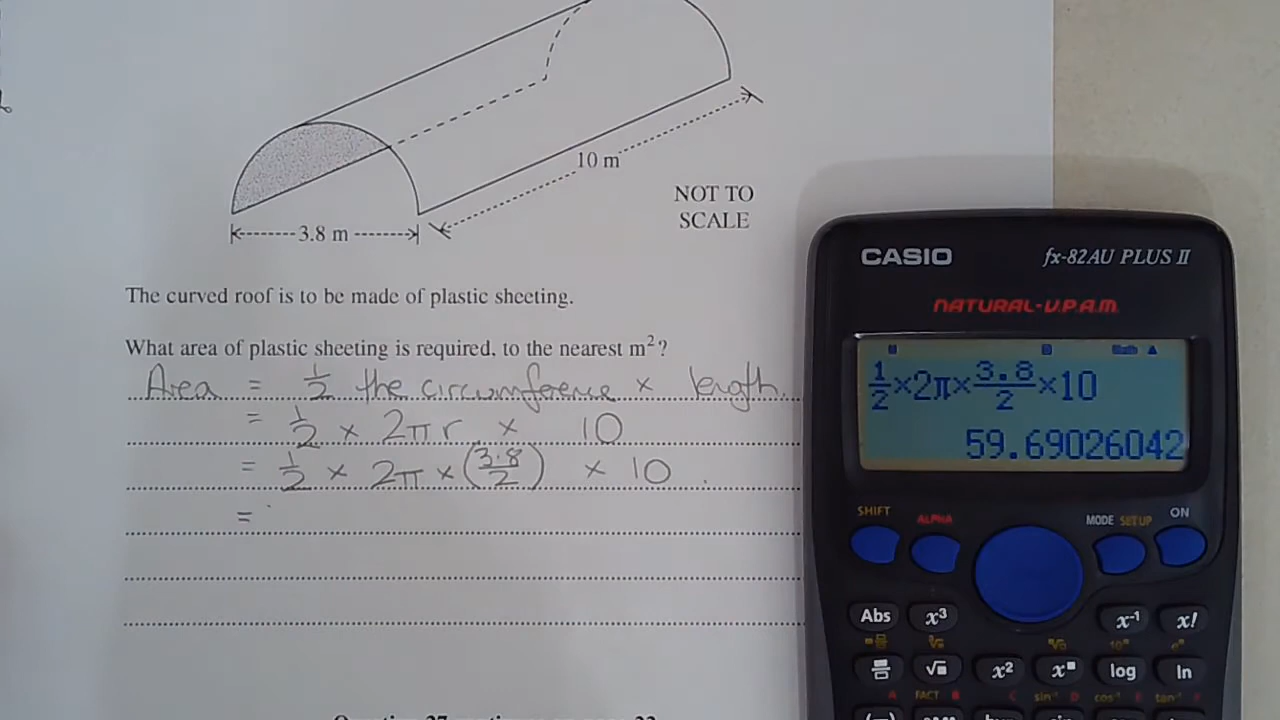 10 m
NOT TO
SCALE
3.8 m
The curved roof is to be made of plastic sheeting.
What area of plastic sheeting is required, to the nearest m²?
Area = 1/2 the circumference × length.
= 1/2 × 2πr × 10
= 1/2 × 2π × (3.8/2) × 10.
=
CASIO fx-82AU PLUS II
NATURAL-V.P.A.M.
1/2×2π×3.8/2×10
59.69026042
SHIFT ALPHA MODE SETUP ON
Abs x³ x⁻¹ x!
x² log ln
FACT